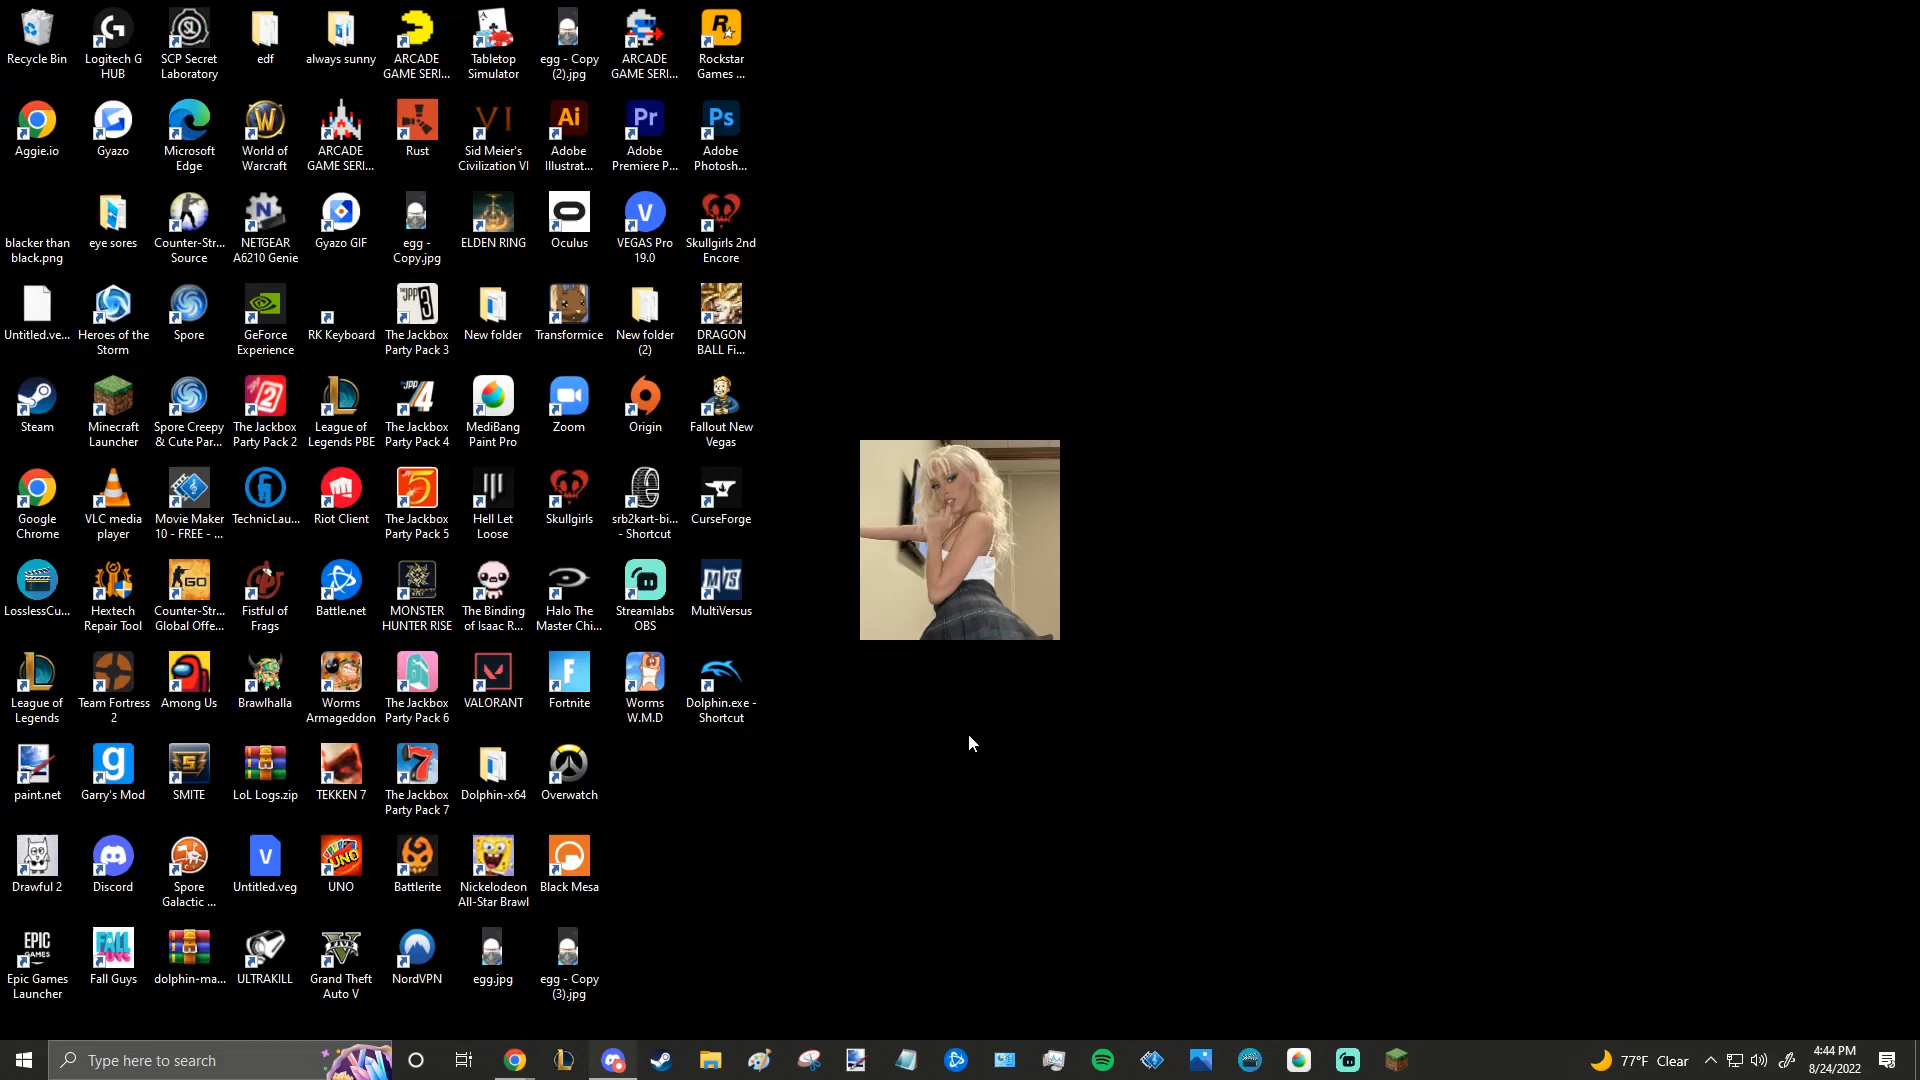 Recycle Bin
Logitech G
HUB
SCP Secret
Laboratory
edf
always sunny
ARCADE
GAME SERI...
Tabletop
Simulator
egg - Copy
(2).jpg
ARCADE
GAME SERI...
Rockstar
Games ...
Aggie.io
Gyazo
Microsoft
Edge
World of
Warcraft
ARCADE
GAME SERI...
Rust
VI
Sid Meier's
Civilization VI
Ai
Adobe
Illustrat...
Pr
Adobe
Premiere P...
Ps
Adobe
Photosh...
blacker than
black.png
eye sores
Counter-Str...
Source
NETGEAR
A6210 Genie
Gyazo GIF
egg -
Copy.jpg
ELDEN RING
Oculus
VEGAS Pro
19.0
Skullgirls 2nd
Encore
Untitled.ve...
Heroes of the
Storm
Spore
GeForce
Experience
RK Keyboard
The Jackbox
Party Pack 3
New folder
Transformice
New folder
(2)
DRAGON
BALL Fi...
Steam
Minecraft
Launcher
Spore Creepy
& Cute Par...
The Jackbox
Party Pack 2
League of
Legends PBE
The Jackbox
Party Pack 4
MediBang
Paint Pro
Zoom
Origin
Fallout New
Vegas
Google
Chrome
VLC media
player
Movie Maker
10 - FREE - ...
TechnicLau...
Riot Client
The Jackbox
Party Pack 5
Hell Let
Loose
Skullgirls
srb2kart-bi...
- Shortcut
CurseForge
LosslessCu...
Hextech
Repair Tool
GO
Counter-Str...
Global Offe...
Fistful of
Frags
Battle.net
MONSTER
HUNTER RISE
The Binding
of Isaac R...
Halo The
Master Chi...
Streamlabs
OBS
MultiVersus
League of
Legends
Team Fortress
2
Among Us
Brawlhalla
Worms
Armageddon
The Jackbox
Party Pack 6
VALORANT
Fortnite
Worms
W.M.D
Dolphin.exe -
Shortcut
paint.net
Garry's Mod
SMITE
LoL Logs.zip
TEKKEN 7
The Jackbox
Party Pack 7
Dolphin-x64
Overwatch
Drawful 2
Discord
Spore
Galactic ...
Untitled.veg
UNO
Battlerite
Nickelodeon
All-Star Brawl
Black Mesa
EPIC
GAMES
Epic Games
Launcher
FALL
Fall Guys
dolphin-ma...
ULTRAKILL
FIVE
Grand Theft
Auto V
NordVPN
egg.jpg
egg - Copy
(3).jpg
Type here to search
77°F Clear
4:44 PM
8/24/2022